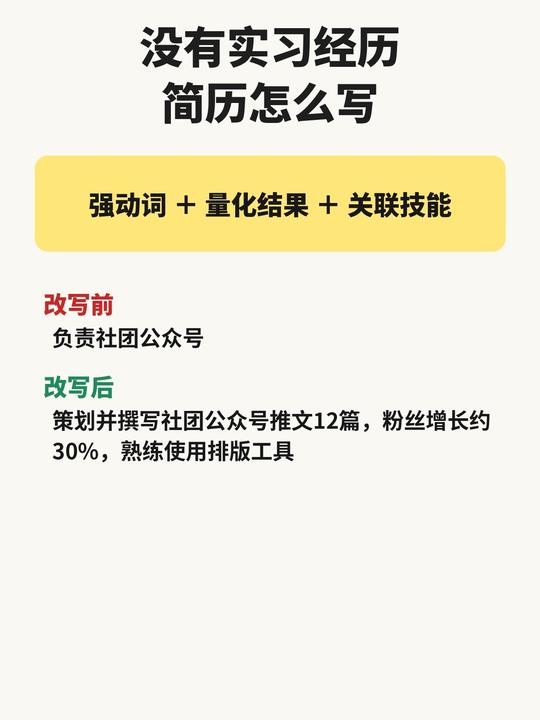 没有实习经历
简历怎么写
强动词 + 量化结果 + 关联技能
改写前
负责社团公众号
改写后
策划并撰写社团公众号推文12篇，粉丝增长约
30%，熟练使用排版工具